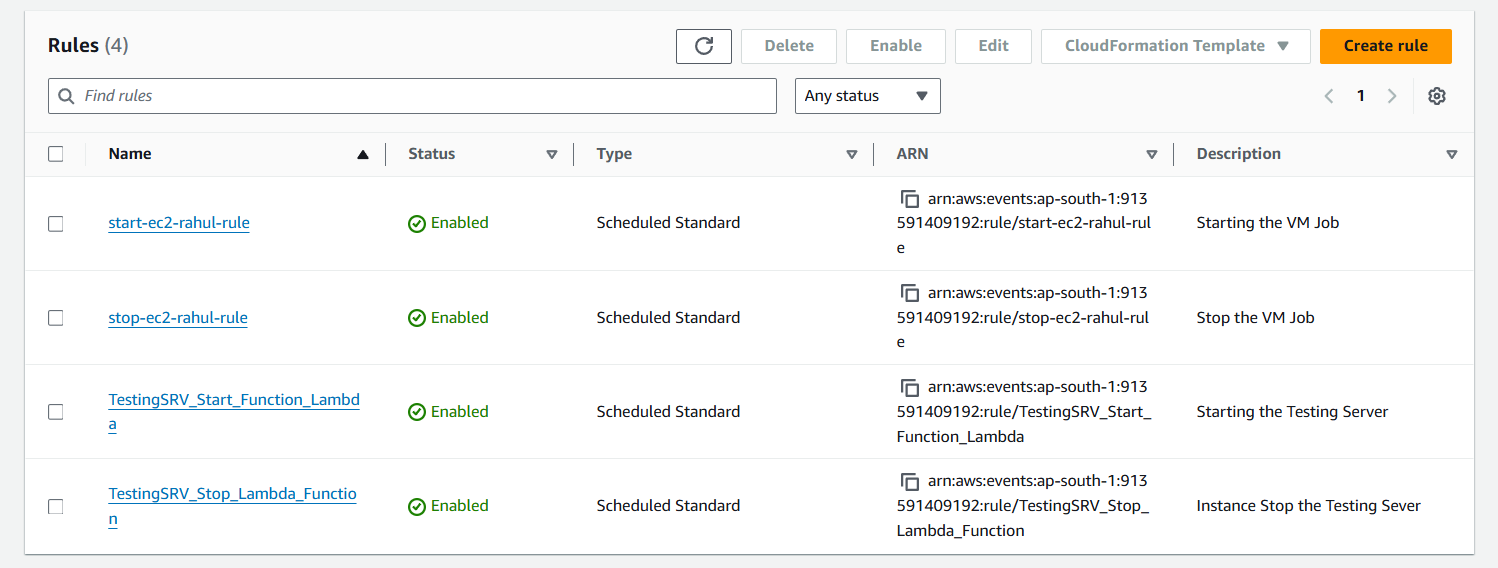 Rules (4)
Delete
Enable
Edit
CloudFormation Template
Create rule
Find rules
Any status
1
Name
Status
Type
ARN
Description
start-ec2-rahul-rule
Enabled
Scheduled Standard
arn:aws:events:ap-south-1:913
591409192:rule/start-ec2-rahul-rul
e
Starting the VM Job
stop-ec2-rahul-rule
Enabled
Scheduled Standard
arn:aws:events:ap-south-1:913
591409192:rule/stop-ec2-rahul-rul
e
Stop the VM Job
TestingSRV_Start_Function_Lambd
a
Enabled
Scheduled Standard
arn:aws:events:ap-south-1:913
591409192:rule/TestingSRV_Start_
Function_Lambda
Starting the Testing Server
TestingSRV_Stop_Lambda_Functio
n
Enabled
Scheduled Standard
arn:aws:events:ap-south-1:913
591409192:rule/TestingSRV_Stop_
Lambda_Function
Instance Stop the Testing Sever